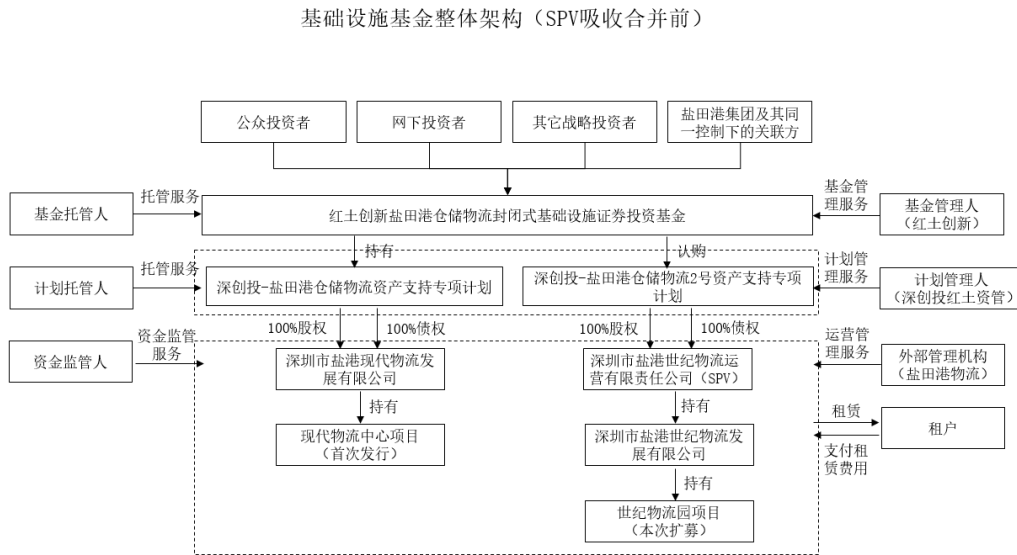 基础设施基金整体架构（SPV吸收合并前）
公众投资者
网下投资者
其它战略投资者
盐田港集团及其同
一控制下的关联方
基金托管人
托管服务
红土创新盐田港仓储物流封闭式基础设施证券投资基金
基金管
理服务
基金管理人
（红土创新）
持有
认购
计划托管人
托管服务
深创投-盐田港仓储物流资产支持专项计划
深创投-盐田港仓储物流2号资产支持专项
计划
计划管
理服务
计划管理人
（深创投红土资管）
100%股权
100%债权
100%股权
100%债权
资金监管人
资金监管
服务
深圳市盐港现代物流发
展有限公司
深圳市盐港世纪物流运
营有限责任公司（SPV）
运营管
理服务
外部管理机构
（盐田港物流）
持有
持有
现代物流中心项目
（首次发行）
深圳市盐港世纪物流发
展有限公司
租赁
支付租
赁费用
租户
持有
世纪物流园项目
（本次扩募）